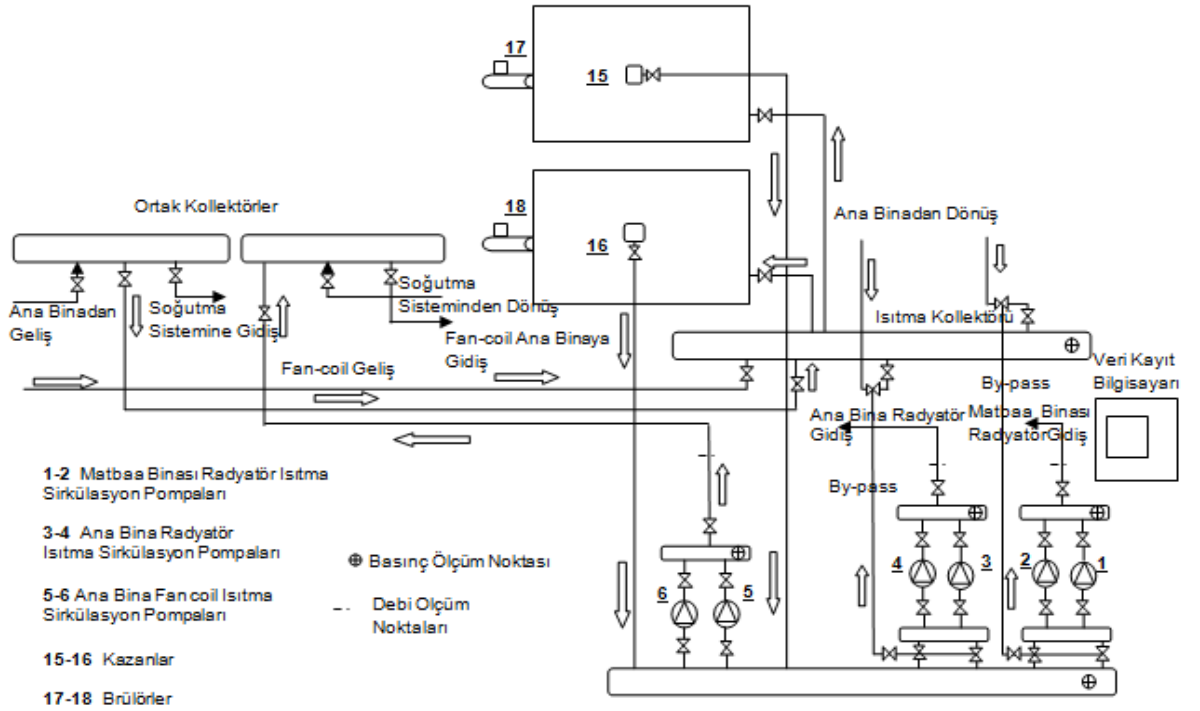 17
15
18
16
Ortak Kollektörler
Ana Binadan Dönüş
Ana Binadan
Geliş
Soğutma
Sistemine Gidiş
Soğutma
Sisteminden Dönüş
Fan-coil Ana Binaya
Gidiş
Isıtma Kollektörü
Fan-coil Geliş
Veri Kayıt
Bilgisayarı
By-pass
Ana Bina Radyatör
Gidiş
Matbaa Binası
Radyatör Gidiş
By-pass
1-2 Matbaa Binası Radyatör Isıtma
Sirkülasyon Pompaları
3-4 Ana Bina Radyatör
Isıtma Sirkülasyon Pompaları
5-6 Ana Bina Fan coil Isıtma
Sirkülasyon Pompaları
15-16 Kazanlar
17-18 Brülörler
Basınç Ölçüm Noktası
Debi Olçüm
Noktaları
6
5
4
3
2
1